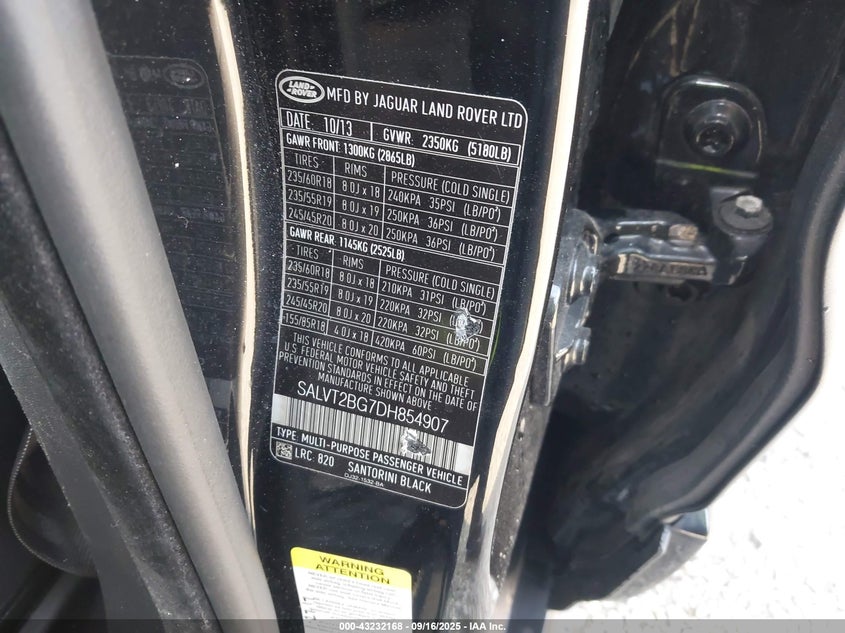 LAND ROVER
MFD BY JAGUAR LAND ROVER LTD
DATE: 10/13 GVWR: 2350KG (5180LB)
GAWR FRONT: 1300KG (2865LB)
TIRES RIMS PRESSURE (COLD SINGLE)
235/60R18 8.0J x 18 240KPA 35PSI (LB/PO²)
235/55R19 8.0J x 19 250KPA 36PSI (LB/PO²)
245/45R20 8.0J x 20 250KPA 36PSI (LB/PO²)
GAWR REAR: 1145KG (2525LB)
TIRES RIMS PRESSURE (COLD SINGLE)
235/60R18 8.0J x 18 210KPA 31PSI (LB/PO²)
235/55R19 8.0J x 19 220KPA 32PSI (LB/PO²)
245/45R20 8.0J x 20 220KPA 32PSI (LB/PO²)
155/85R18 4.0J x 18 420KPA 60PSI (LB/PO²)
THIS VEHICLE CONFORMS TO ALL APPLICABLE
U.S. FEDERAL MOTOR VEHICLE SAFETY AND THEFT
PREVENTION STANDARDS IN EFFECT ON THE DATE
OF MANUFACTURE SHOWN ABOVE
SALVT2BG7DH854907
TYPE: MULTI-PURPOSE PASSENGER VEHICLE
LRC: 820 SANTORINI BLACK
DJ32-1532-BA
WARNING
ATTENTION
000-43232168 - 09/16/2025 - IAA Inc.